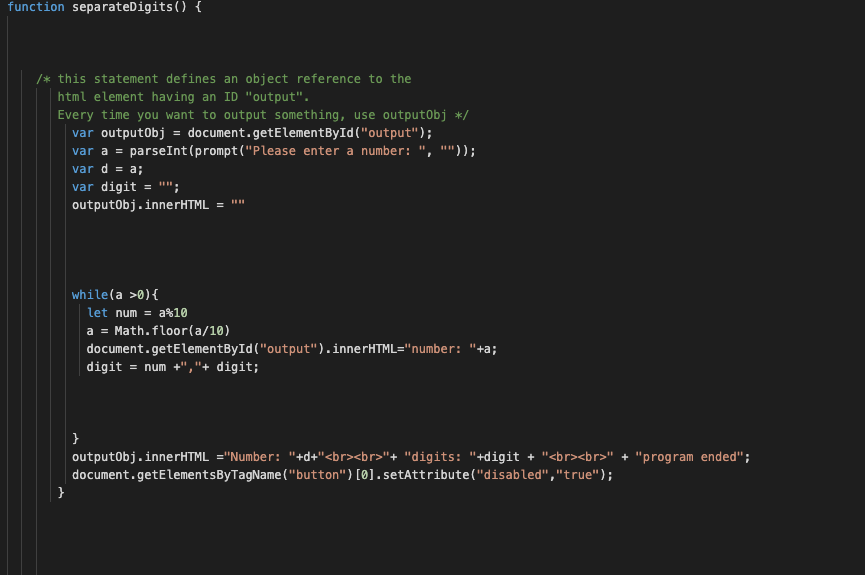 function separateDigits() {
/* this statement defines an object reference to the
html element having an ID "output".
Every time you want to output something, use outputObj */
var outputObj = document.getElementById("output");
var a = parseInt(prompt("Please enter a number: ", ""));
var d = a;
var digit = "";
outputObj.innerHTML = ""
while(a >0){
let num = a%10
a = Math.floor(a/10)
document.getElementById("output").innerHTML="number: "+a;
digit = num +","+ digit;
}
outputObj.innerHTML ="Number: "+d+"<br><br>"+ "digits: "+digit + "<br><br>" + "program ended";
document.getElementsByTagName("button")[0].setAttribute("disabled","true");
}